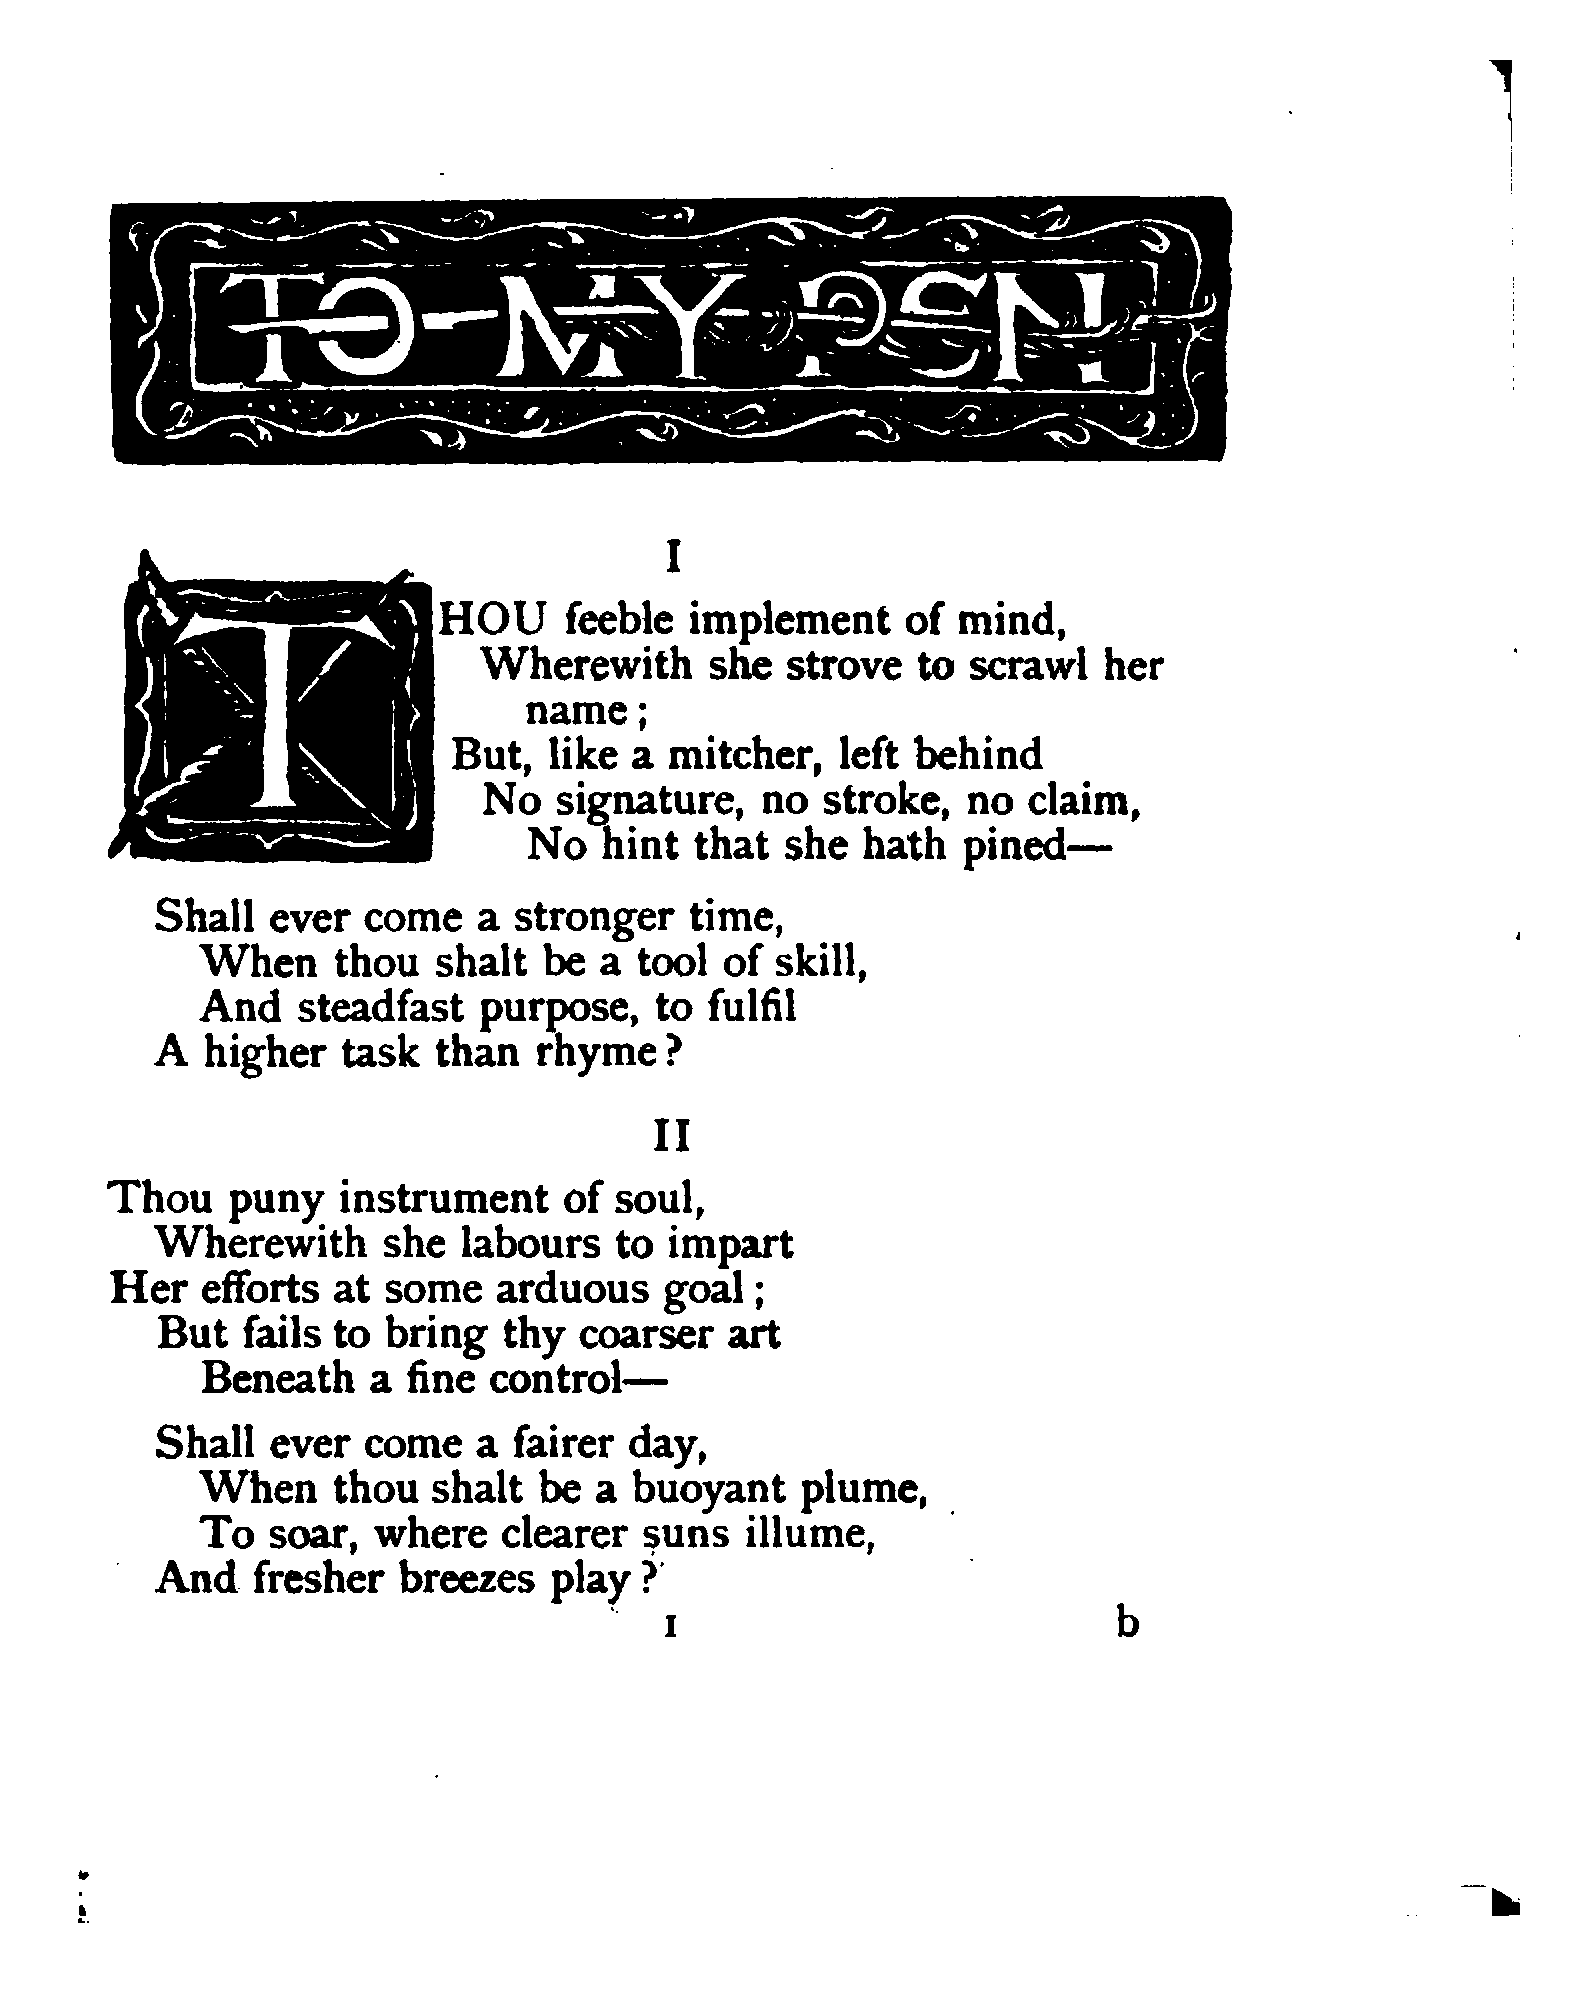 TO MY PEN
I
THOU feeble implement of mind,
Wherewith she strove to scrawl her
name;
But, like a mitcher, left behind
No signature, no stroke, no claim,
No hint that she hath pined—
Shall ever come a stronger time,
When thou shalt be a tool of skill,
And steadfast purpose, to fulfil
A higher task than rhyme?
II
Thou puny instrument of soul,
Wherewith she labours to impart
Her efforts at some arduous goal;
But fails to bring thy coarser art
Beneath a fine control—
Shall ever come a fairer day,
When thou shalt be a buoyant plume,
To soar, where clearer suns illume,
And fresher breezes play?
1 b